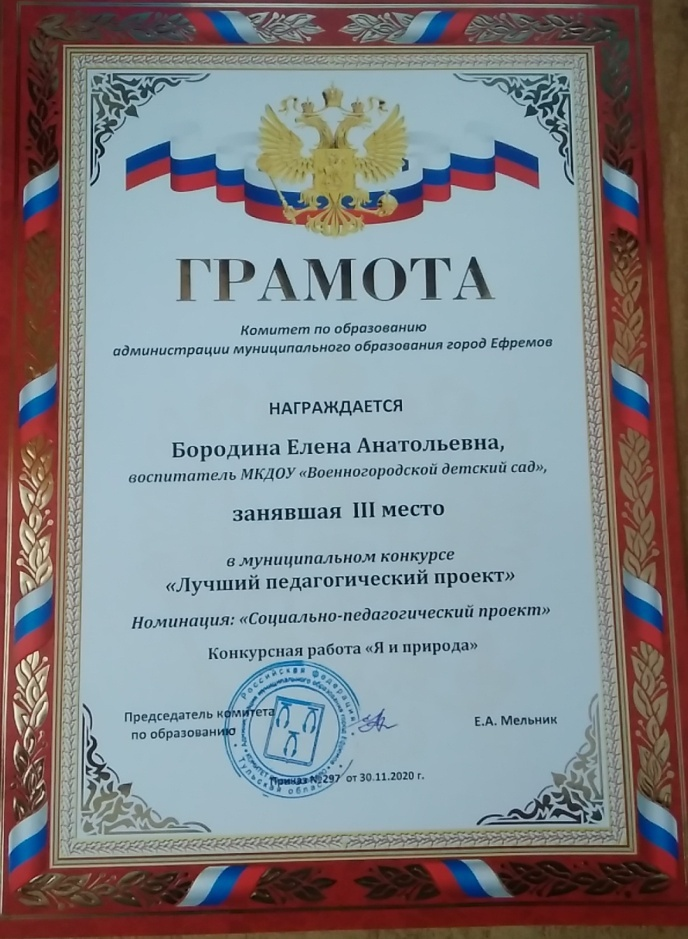 ГРАМОТА
Комитет по образованию
администрации муниципального образования город Ефремов
НАГРАЖДАЕТСЯ
Бородина Елена Анатольевна,
воспитатель МКДОУ «Военногородской детский сад»,
занявшая III место
в муниципальном конкурсе
«Лучший педагогический проект»
Номинация: «Социально-педагогический проект»
Конкурсная работа «Я и природа»
Председатель комитета
по образованию
Е.А. Мельник
Российская Федерация
Тульская область
Приказ №297 от 30.11.2020 г.